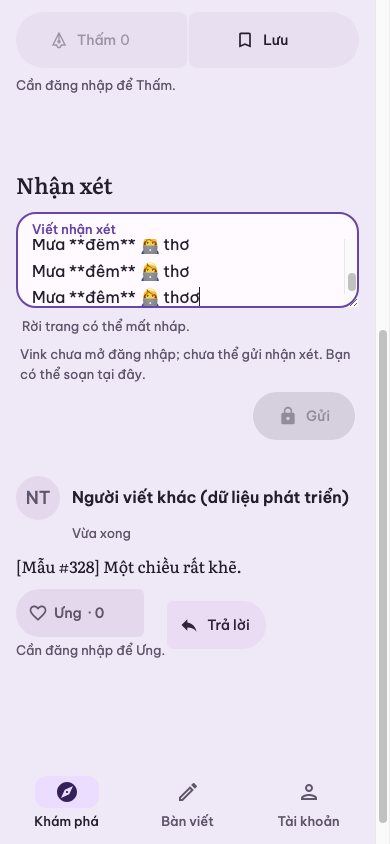 Thấm 0
Lưu
Cần đăng nhập để Thấm.
Nhận xét
Viết nhận xét
Mưa **đêm** 👩‍💻 thơ
Mưa **đêm** 👩‍💻 thơ
Mưa **đêm** 👩‍💻 thơơ
Rời trang có thể mất nháp.
Vink chưa mở đăng nhập; chưa thể gửi nhận xét. Bạn
có thể soạn tại đây.
Gửi
NT
Người viết khác (dữ liệu phát triển)
Vừa xong
[Mẫu #328] Một chiều rất khẽ.
Ưng · 0
Trả lời
Cần đăng nhập để Ưng.
Khám phá
Bàn viết
Tài khoản